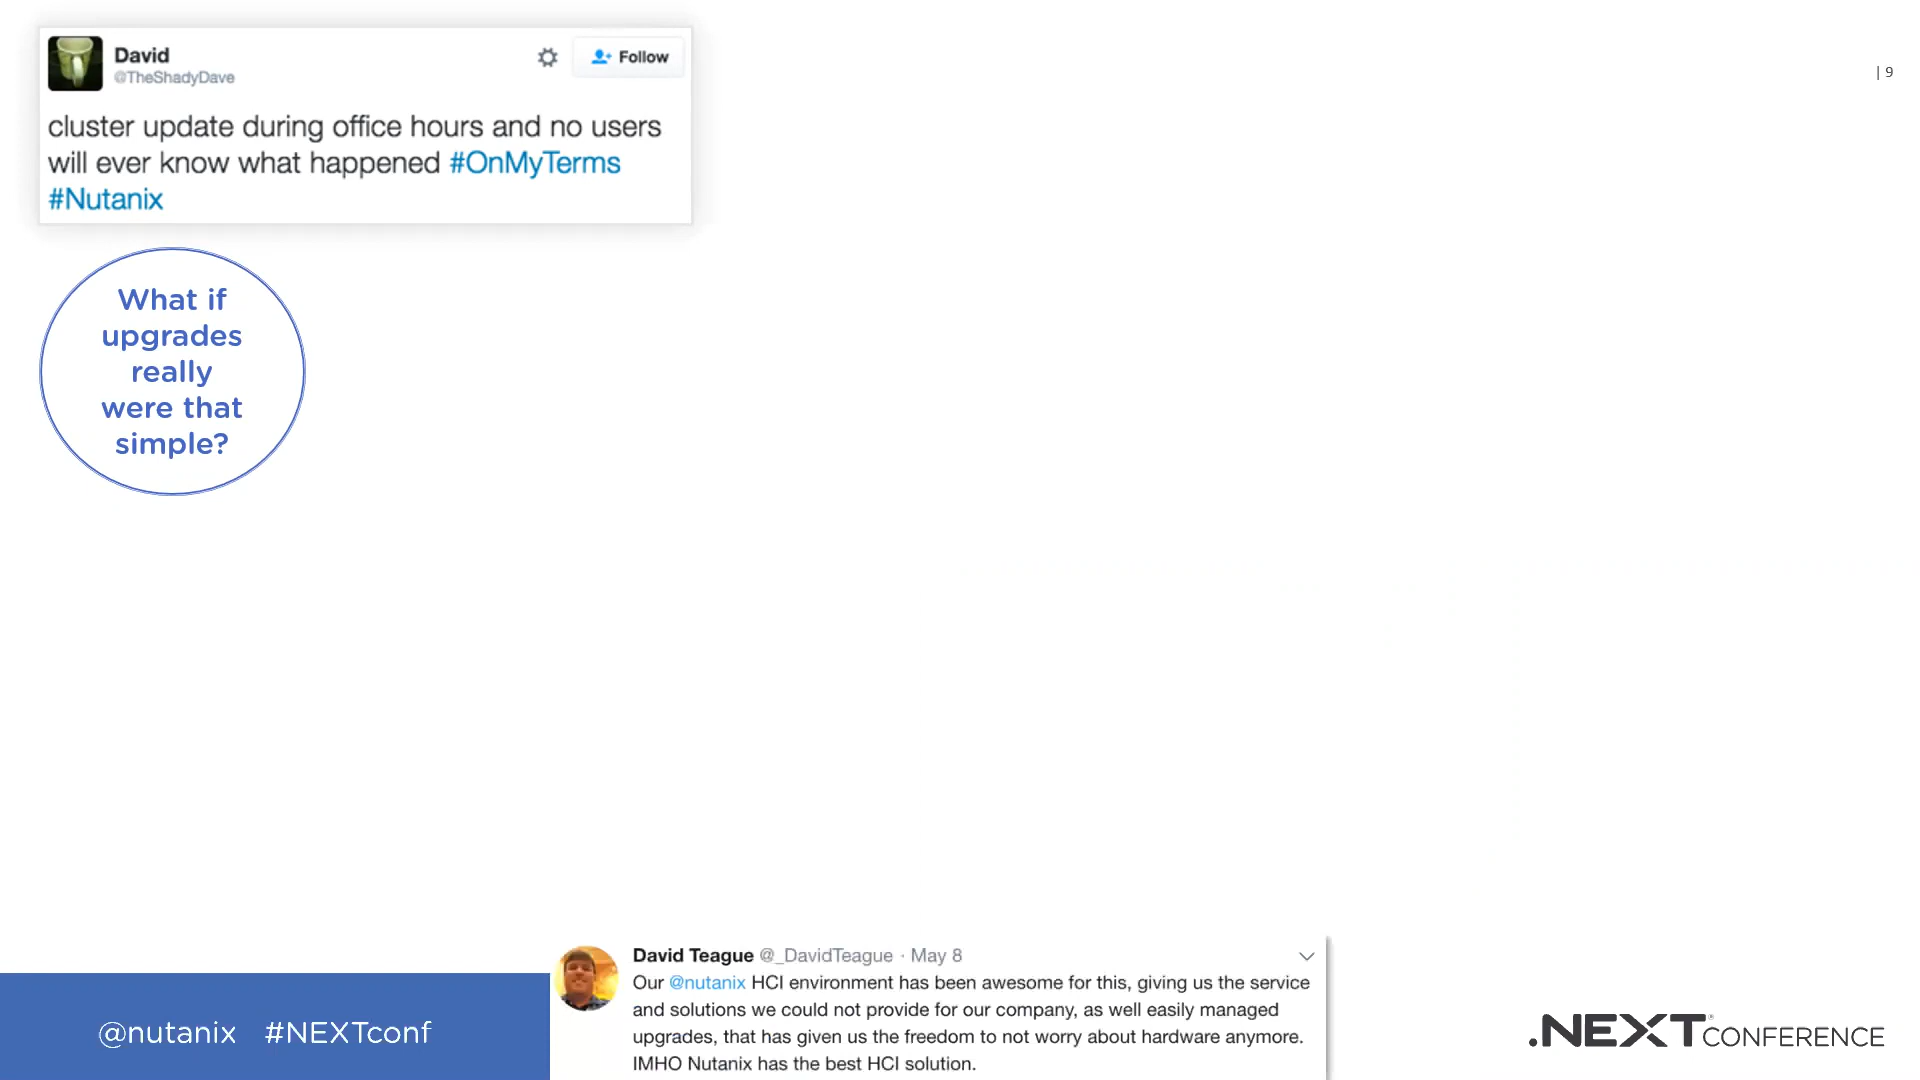 David
@TheShadyDave
Follow
cluster update during office hours and no users
will ever know what happened #OnMyTerms
#Nutanix
| 9
What if
upgrades
really
were that
simple?
David Teague @_DavidTeague · May 8
Our @nutanix HCI environment has been awesome for this, giving us the service
and solutions we could not provide for our company, as well easily managed
upgrades, that has given us the freedom to not worry about hardware anymore.
IMHO Nutanix has the best HCI solution.
@nutanix #NEXTconf
.NEXT® CONFERENCE